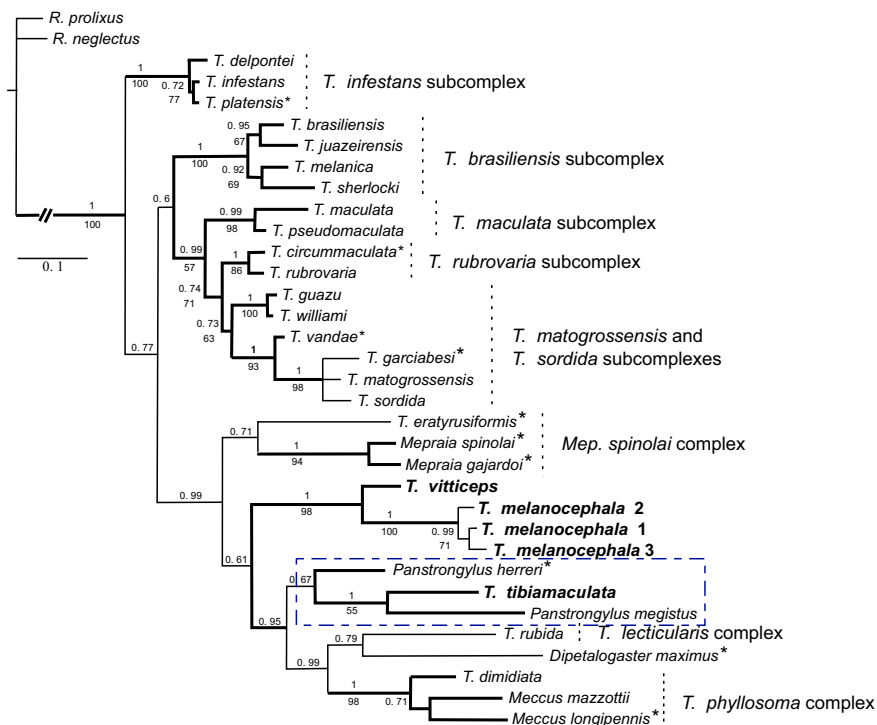 R. prolixus
R. neglectus
T. delpontei
1
100
0. 72
77
T. infestans
T. infestans subcomplex
T. platensis*
0. 95
67
T. brasiliensis
T. juazeirensis
1
100
T. brasiliensis subcomplex
0. 92
69
T. melanica
T. sherlocki
0. 6
1
100
0. 99
98
T. maculata
T. maculata subcomplex
T. pseudomaculata
0. 99
57
1
86
T. circummaculata*
T. rubrovaria subcomplex
T. rubrovaria
0. 1
0. 74
71
1
100
T. guazu
T. williami
0. 73
63
T. vandae*
T. matogrossensis and
T. sordida subcomplexes
0. 77
1
93
T. garciabesi*
1
98
T. matogrossensis
T. sordida
T. eratyrusiformis*
0. 71
Mepraia spinolai*
Mep. spinolai complex
1
94
Mepraia gajardoi*
0. 99
T. vitticeps
1
98
T. melanocephala 2
1
100
0. 99
71
T. melanocephala 1
T. melanocephala 3
0. 61
Panstrongylus herreri*
0. 67
T. tibiamaculata
1
55
Panstrongylus megistus
0. 95
T. rubida
T. lecticularis complex
0. 79
Dipetalogaster maximus*
0. 99
T. dimidiata
1
98
0. 71
Meccus mazzottii
T. phyllosoma complex
Meccus longipennis*